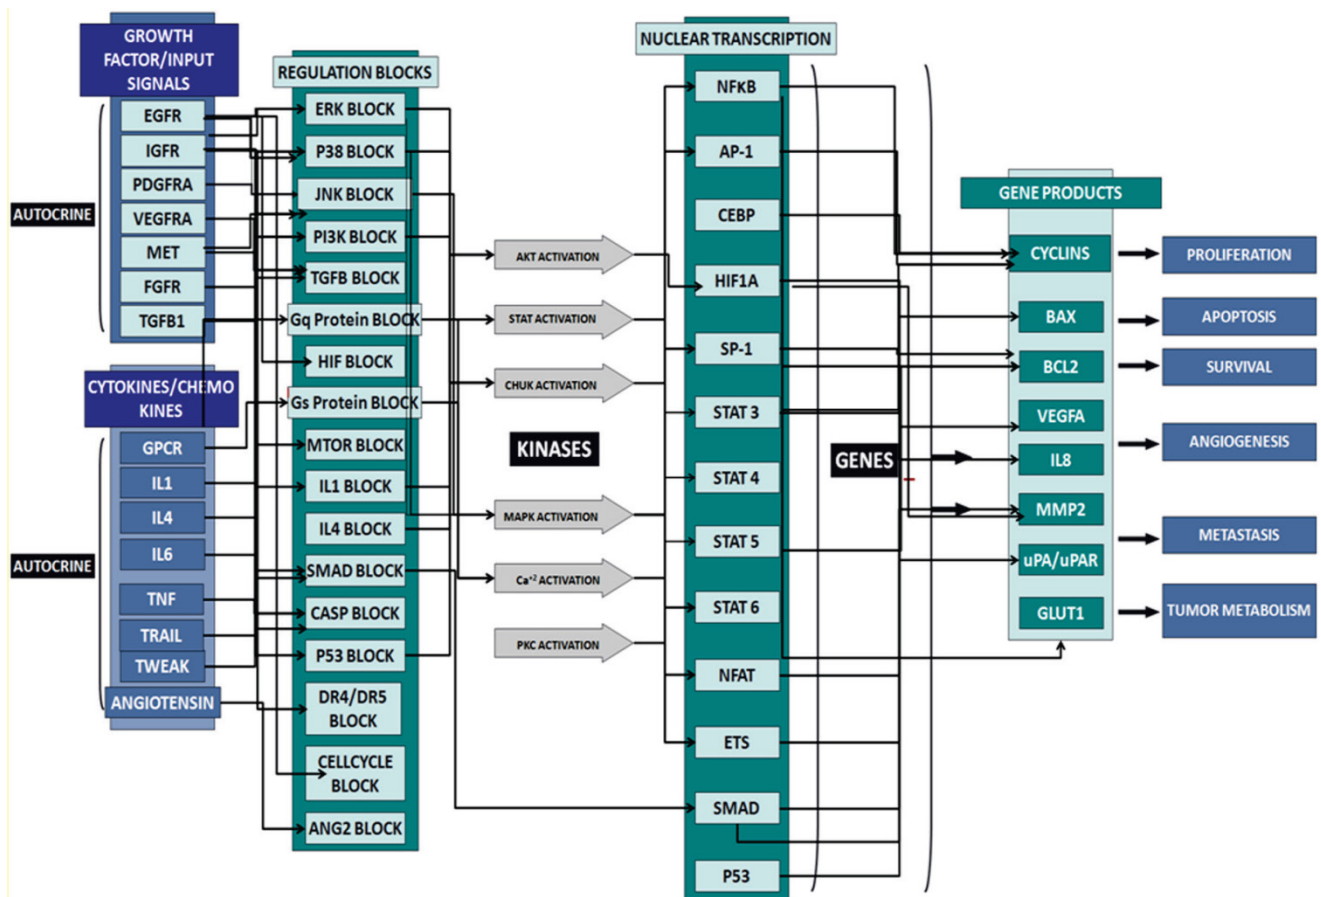 GROWTH
FACTOR/INPUT
SIGNALS
AUTOCRINE
EGFR
IGFR
PDGFRA
VEGFRA
MET
FGFR
TGFB1
CYTOKINES/CHEMO
KINES
AUTOCRINE
GPCR
IL1
IL4
IL6
TNF
TRAIL
TWEAK
ANGIOTENSIN
REGULATION BLOCKS
ERK BLOCK
P38 BLOCK
JNK BLOCK
PI3K BLOCK
TGFB BLOCK
Gq Protein BLOCK
HIF BLOCK
Gs Protein BLOCK
MTOR BLOCK
IL1 BLOCK
IL4 BLOCK
SMAD BLOCK
CASP BLOCK
P53 BLOCK
DR4/DR5
BLOCK
CELLCYCLE
BLOCK
ANG2 BLOCK
AKT ACTIVATION
STAT ACTIVATION
CHUK ACTIVATION
KINASES
MAPK ACTIVATION
Ca⁺² ACTIVATION
PKC ACTIVATION
NUCLEAR TRANSCRIPTION
NFκB
AP-1
CEBP
HIF1A
SP-1
STAT 3
STAT 4
STAT 5
STAT 6
NFAT
ETS
SMAD
P53
GENES
GENE PRODUCTS
CYCLINS
BAX
BCL2
VEGFA
IL8
MMP2
uPA/uPAR
GLUT1
PROLIFERATION
APOPTOSIS
SURVIVAL
ANGIOGENESIS
METASTASIS
TUMOR METABOLISM